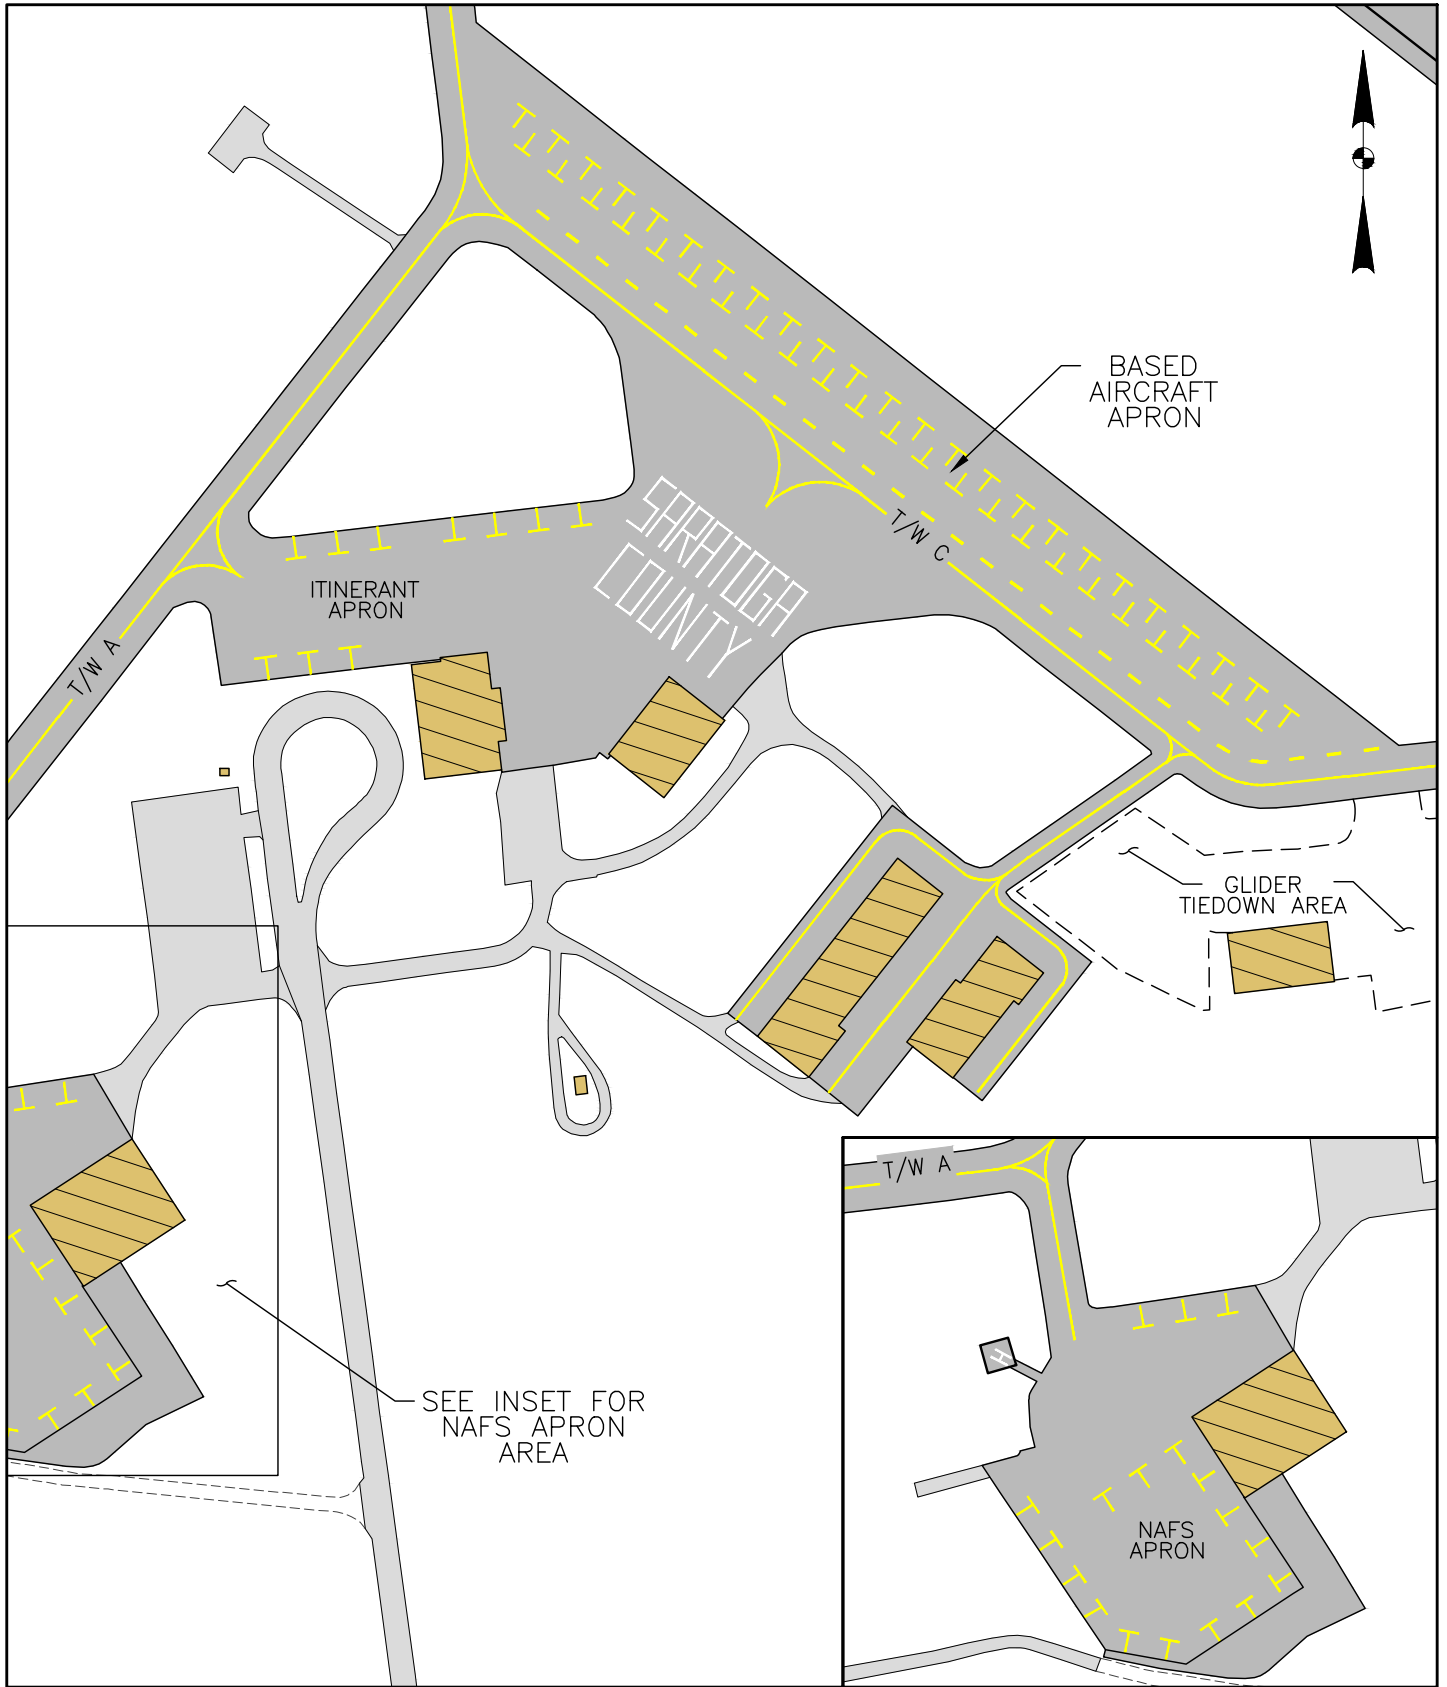 BASED
AIRCRAFT
APRON
SARATOGA
COUNTY
T/W C
ITINERANT
APRON
T/W A
GLIDER
TIEDOWN AREA
SEE INSET FOR
NAFS APRON
AREA
T/W A
H
NAFS
APRON